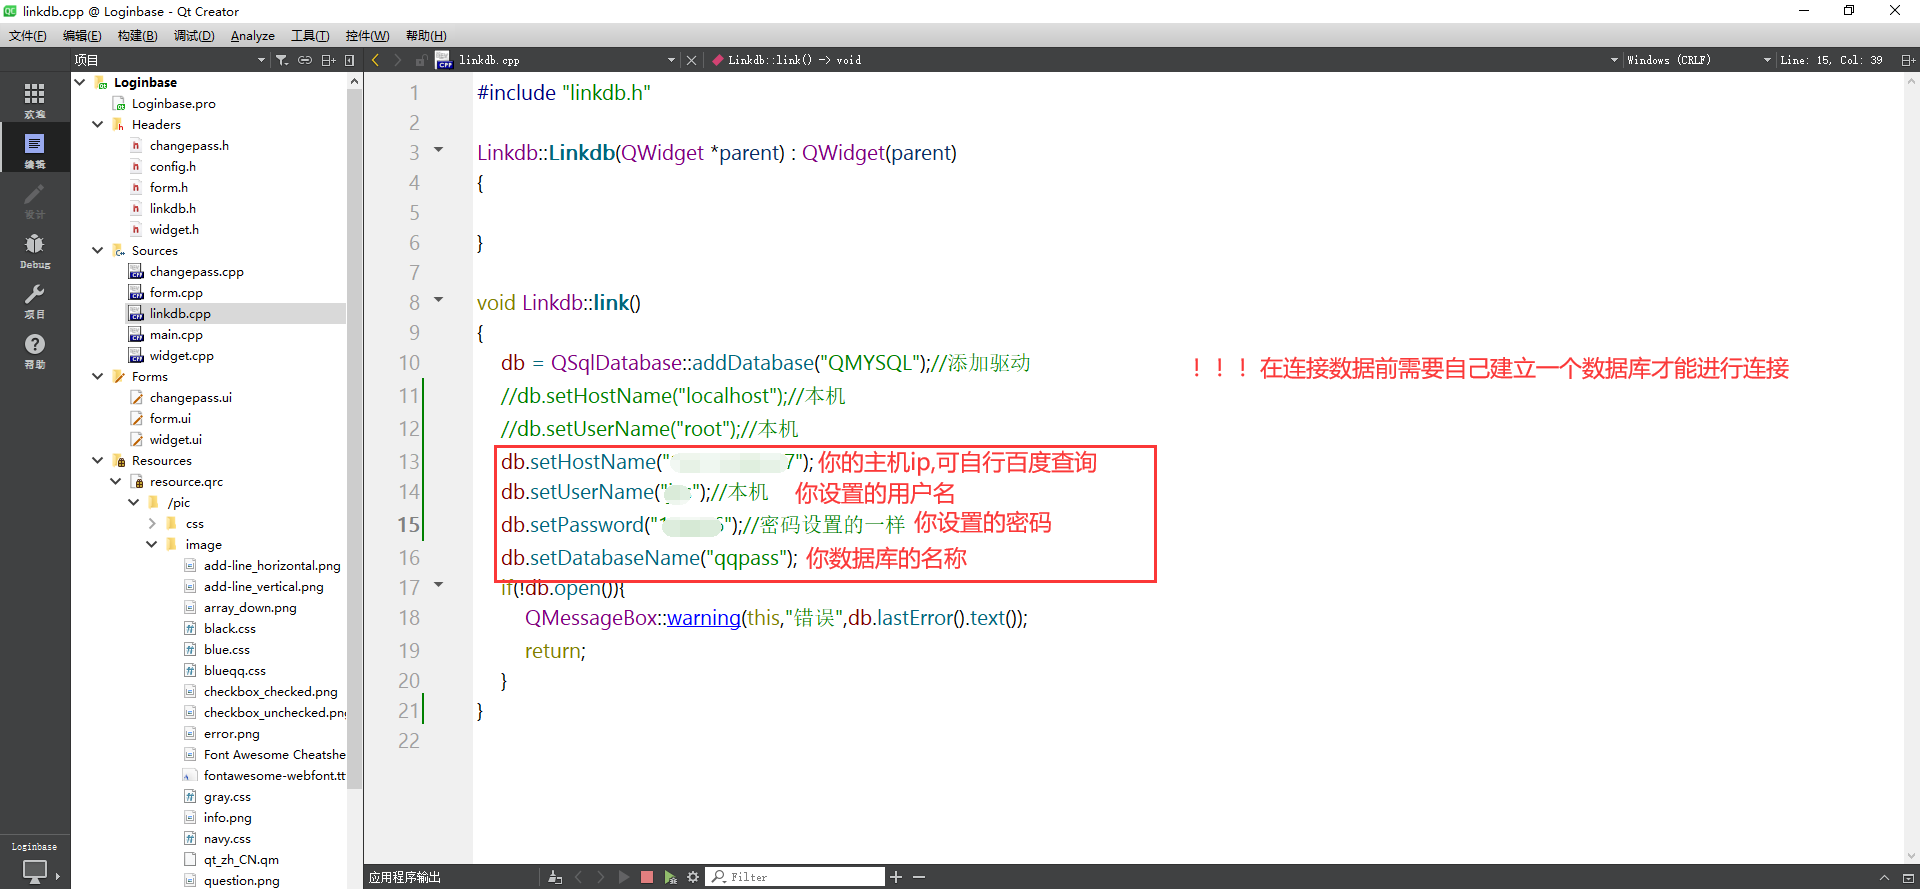 linkdb.cpp @ Loginbase - Qt Creator
文件(F) 编辑(E) 构建(B) 调试(D) Analyze 工具(T) 控件(W) 帮助(H)
项目
linkdb.cpp
Linkdb::link() -> void
Windows (CRLF)
Line: 15, Col: 39
欢迎
编辑
设计
Debug
项目
帮助
Loginbase
Loginbase
Loginbase.pro
Headers
changepass.h
config.h
form.h
linkdb.h
widget.h
Sources
changepass.cpp
form.cpp
linkdb.cpp
main.cpp
widget.cpp
Forms
changepass.ui
form.ui
widget.ui
Resources
resource.qrc
/pic
css
image
add-line_horizontal.png
add-line_vertical.png
array_down.png
black.css
blue.css
blueqq.css
checkbox_checked.png
checkbox_unchecked.pn
error.png
Font Awesome Cheatshe
fontawesome-webfont.tt
gray.css
info.png
navy.css
qt_zh_CN.qm
question.png
1 #include "linkdb.h"
2
3 Linkdb::Linkdb(QWidget *parent) : QWidget(parent)
4 {
5
6 }
7
8 void Linkdb::link()
9 {
10 db = QSqlDatabase::addDatabase("QMYSQL");//添加驱动
！！！在连接数据前需要自己建立一个数据库才能进行连接
11 //db.setHostName("localhost");//本机
12 //db.setUserName("root");//本机
13 db.setHostName(" 7"); 你的主机ip,可自行百度查询
14 db.setUserName(" ");//本机 你设置的用户名
15 db.setPassword("1 6");//密码设置的一样 你设置的密码
16 db.setDatabaseName("qqpass"); 你数据库的名称
17 if(!db.open()){
18 QMessageBox::warning(this,"错误",db.lastError().text());
19 return;
20 }
21 }
22
应用程序输出
Filter